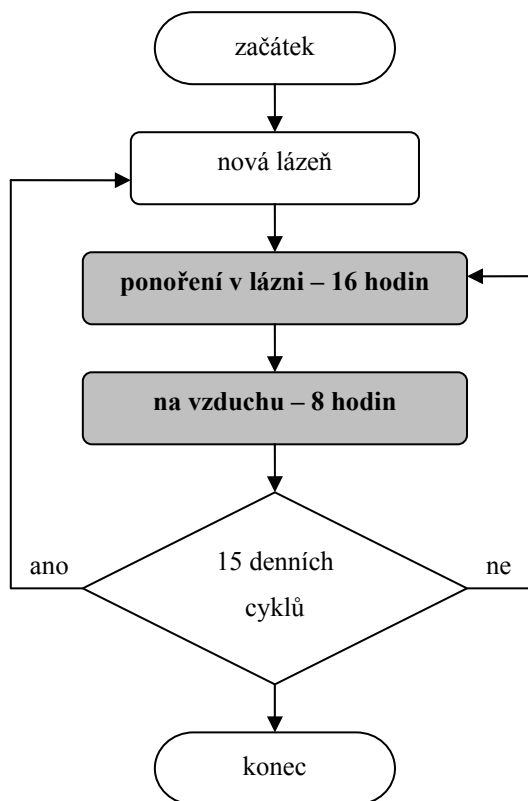 začátek
nová lázeň
ponoření v lázni – 16 hodin
na vzduchu – 8 hodin
ano
15 denních
cyklů
ne
konec